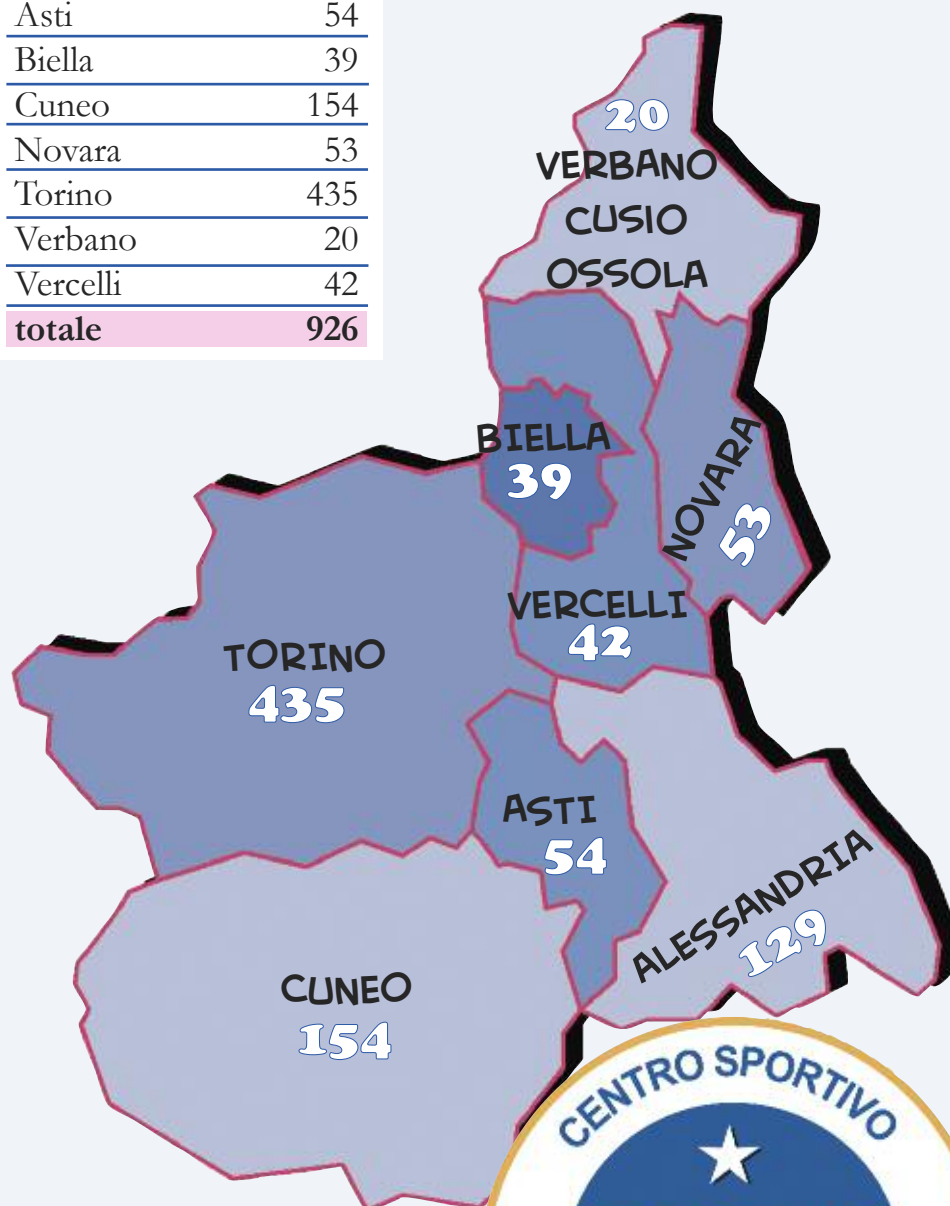 Asti 54
Biella 39
Cuneo 154
Novara 53
Torino 435
Verbano 20
Vercelli 42
totale 926
20
VERBANO
CUSIO
OSSOLA
BIELLA
39
NOVARA
53
VERCELLI
42
TORINO
435
ASTI
54
ALESSANDRIA
129
CUNEO
154
CENTRO SPORTIVO